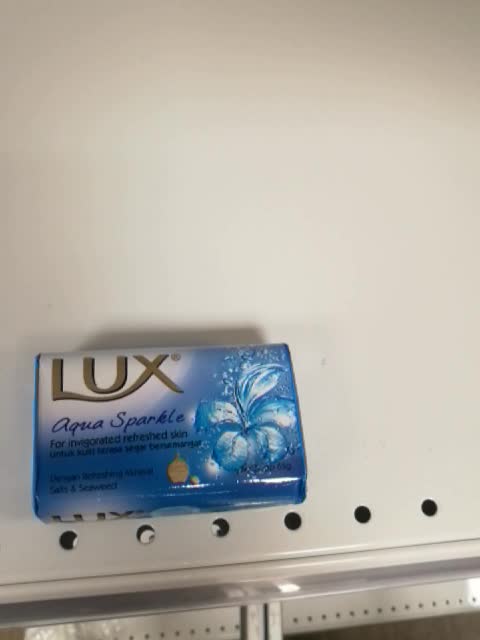 LUX®
Aqua Sparkle
For invigorated refreshed skin
Untuk kulit terasa segar bersemangat
Dengan Refreshing Mineral
Salts & Seaweed
LUX